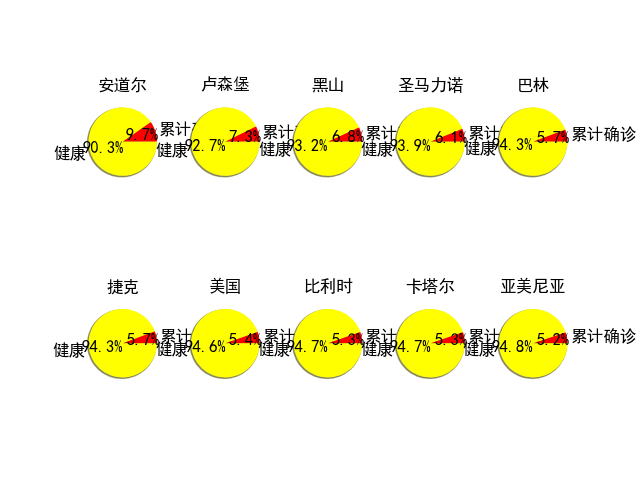 安道尔 卢森堡 黑山 圣马力诺 巴林
9.7% 累计 7.3% 累计 6.8% 累计 6.1% 累计 5.7% 累计确诊
健康 90.3% 健康 92.7% 健康 93.2% 健康 93.9% 健康 94.3%
捷克 美国 比利时 卡塔尔 亚美尼亚
5.7% 累计 5.4% 累计 5.3% 累计 5.3% 累计 5.2% 累计确诊
健康 94.3% 健康 94.6% 健康 94.7% 健康 94.7% 健康 94.8%